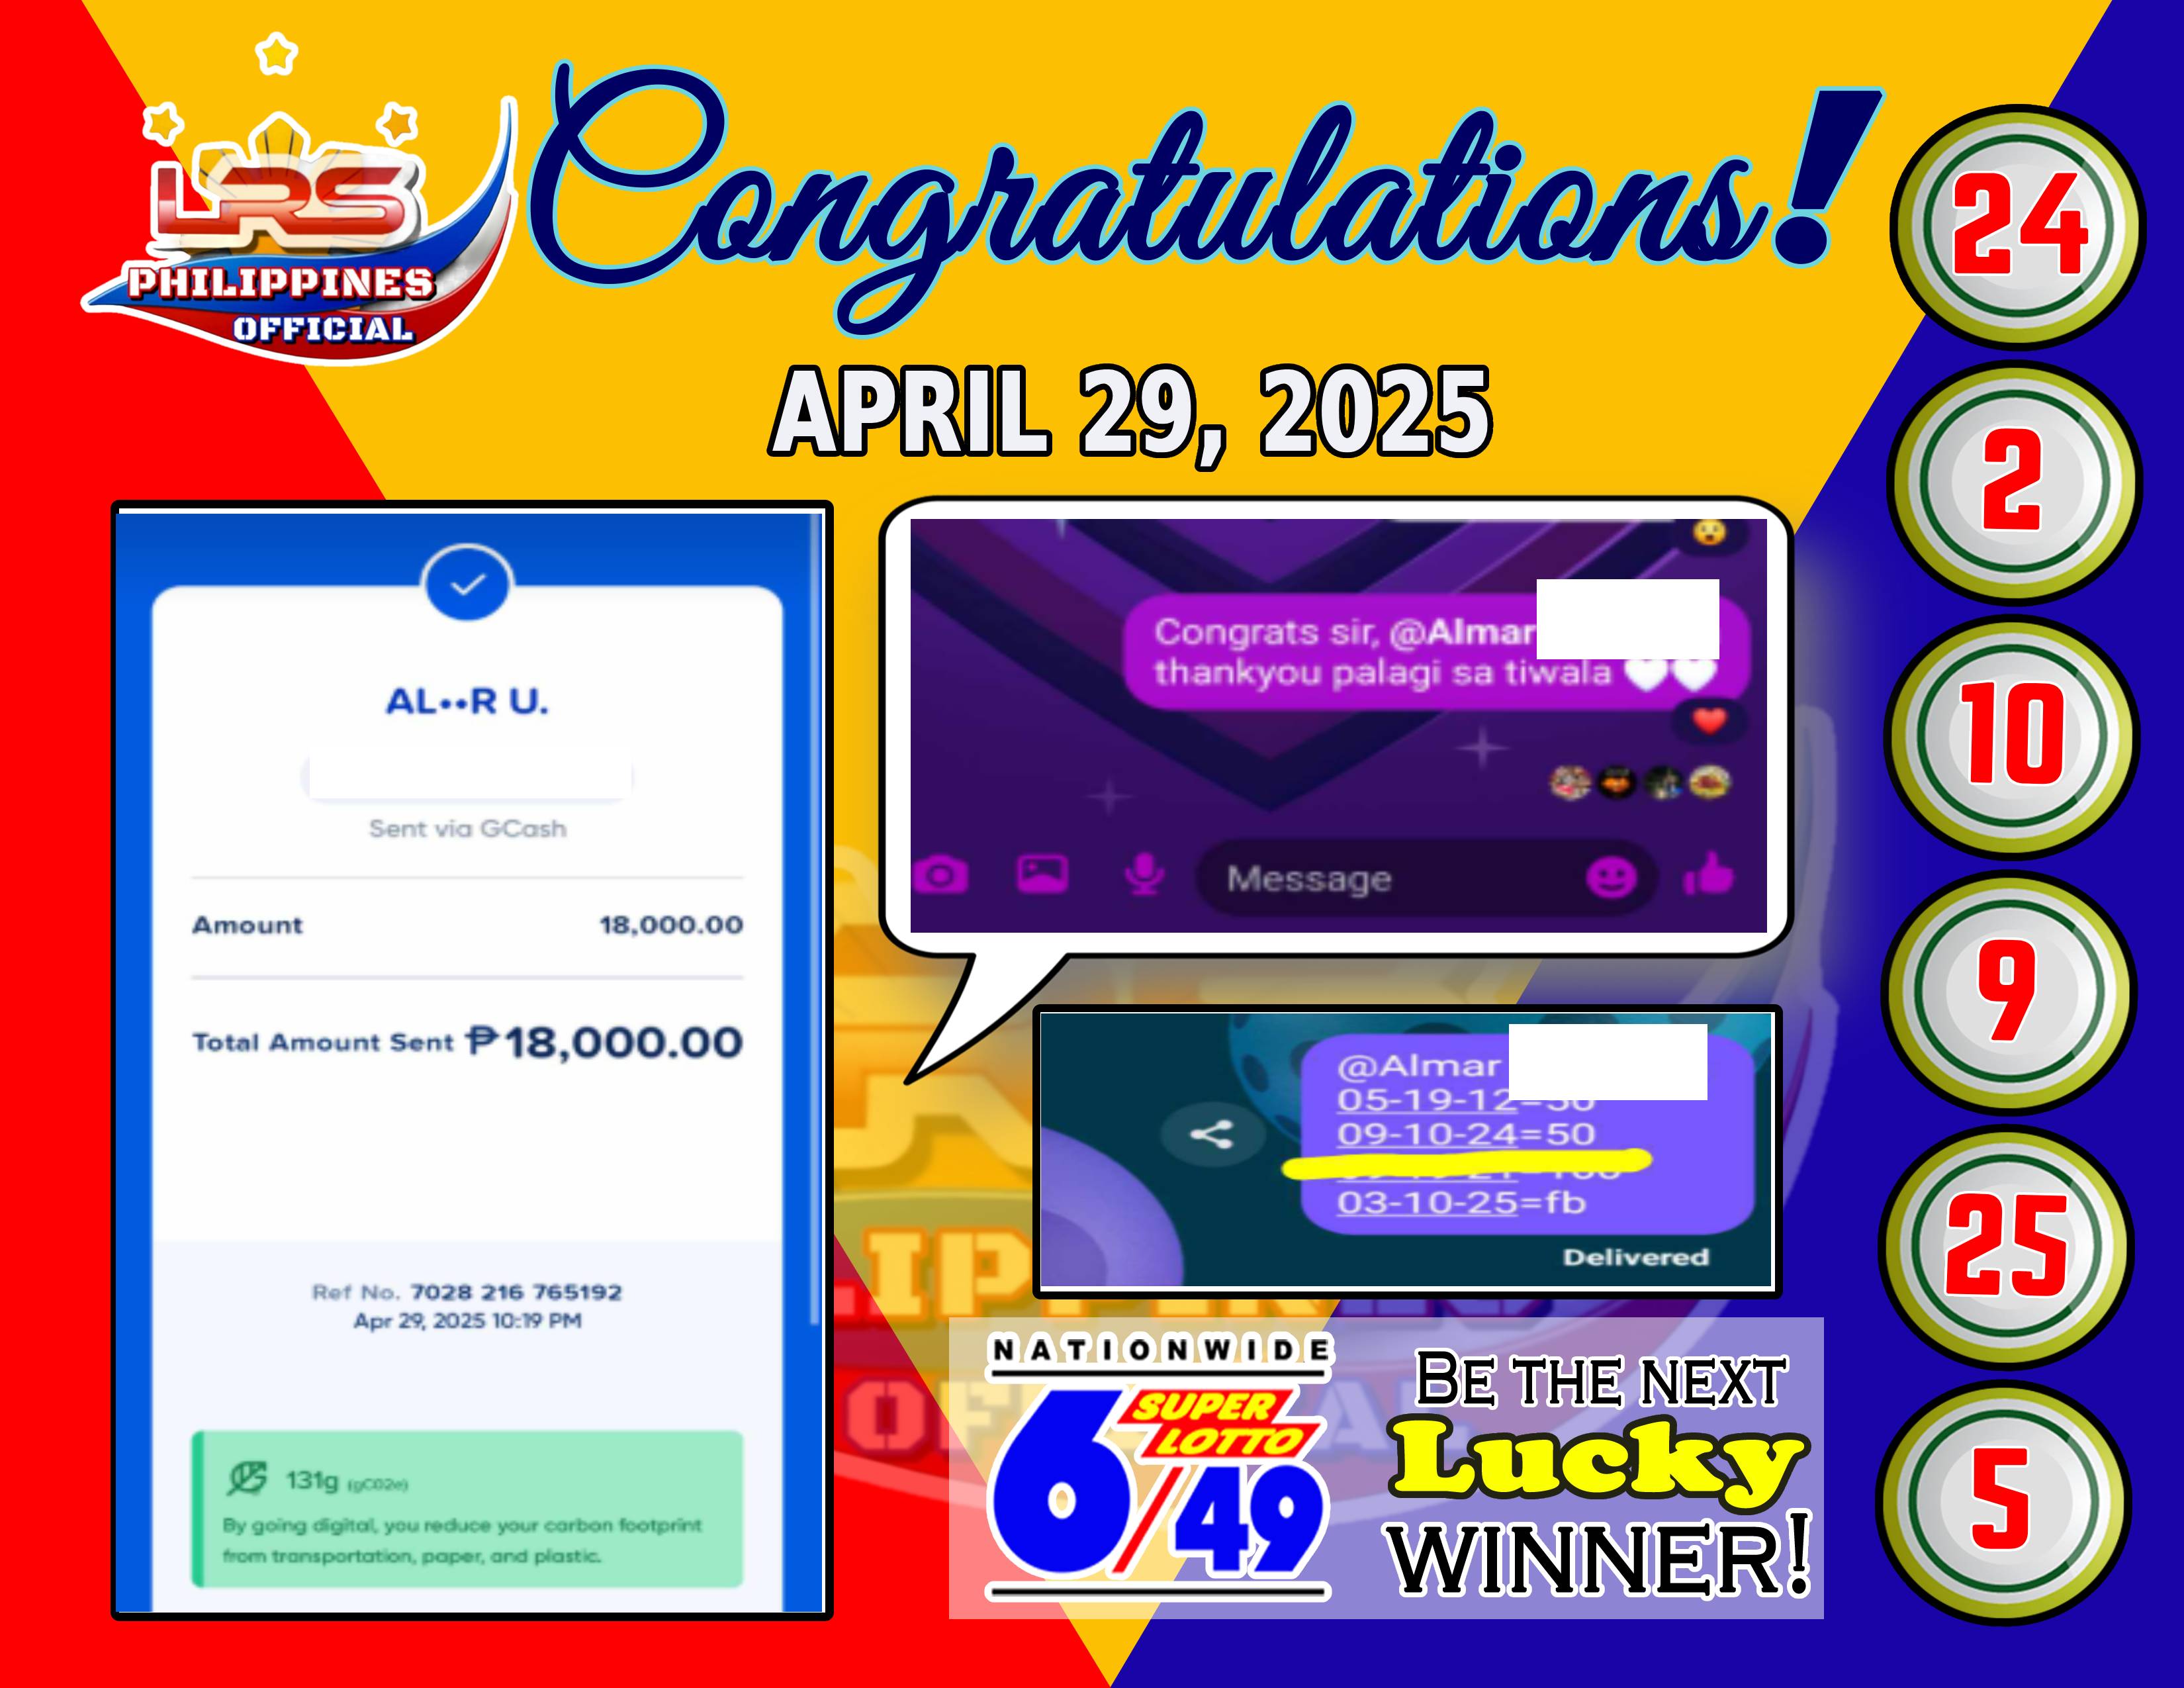 LRS
PHILIPPINES
OFFICIAL
Congratulations!
APRIL 29, 2025
AL••R U.
Sent via GCash
Amount 18,000.00
Total Amount Sent ₱18,000.00
Ref No. 7028 216 765192
Apr 29, 2025 10:19 PM
131g (gCO2e)
By going digital, you reduce your carbon footprint
from transportation, paper, and plastic.
Congrats sir, @Almar
thankyou palagi sa tiwala 🤍🤍
Message
@Almar
05-19-12=
09-10-24=50
03-10-25=fb
Delivered
NATIONWIDE
SUPER
LOTTO
6/49
BE THE NEXT
Lucky
WINNER!
24
2
10
9
25
5